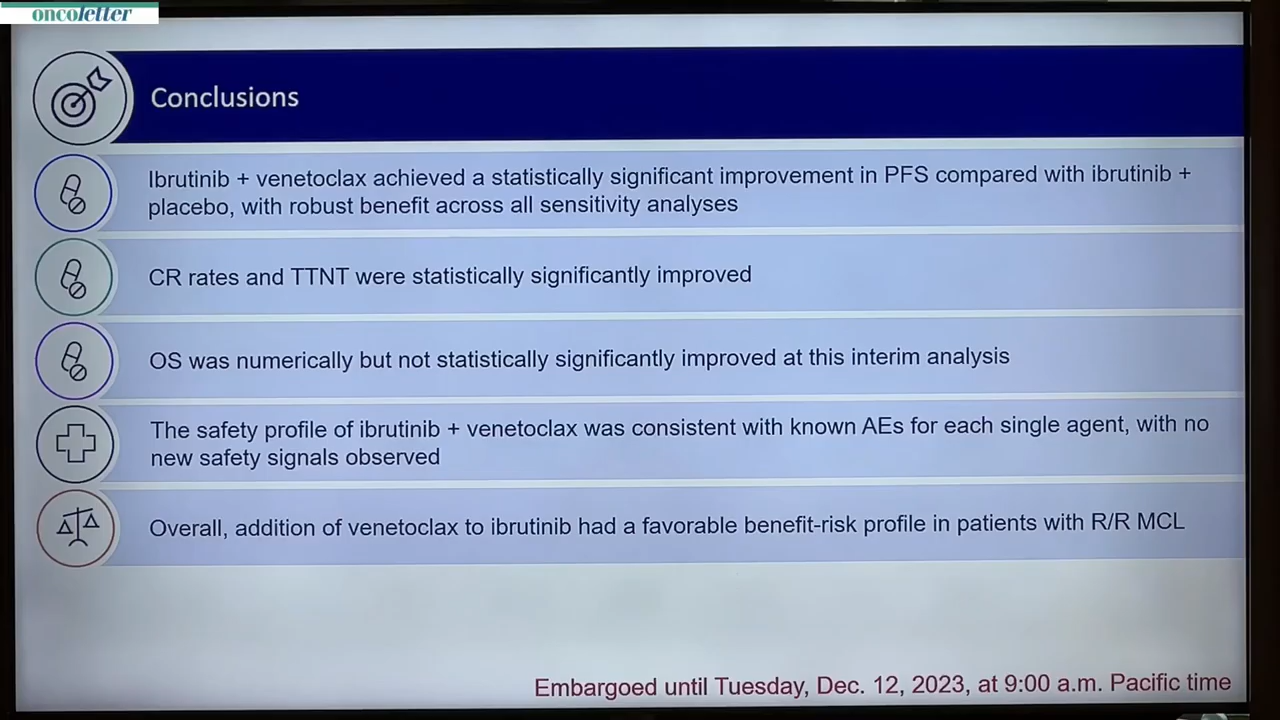 oncoletter
Conclusions
Ibrutinib + venetoclax achieved a statistically significant improvement in PFS compared with ibrutinib +
placebo, with robust benefit across all sensitivity analyses
CR rates and TTNT were statistically significantly improved
OS was numerically but not statistically significantly improved at this interim analysis
The safety profile of ibrutinib + venetoclax was consistent with known AEs for each single agent, with no
new safety signals observed
Overall, addition of venetoclax to ibrutinib had a favorable benefit-risk profile in patients with R/R MCL
Embargoed until Tuesday, Dec. 12, 2023, at 9:00 a.m. Pacific time